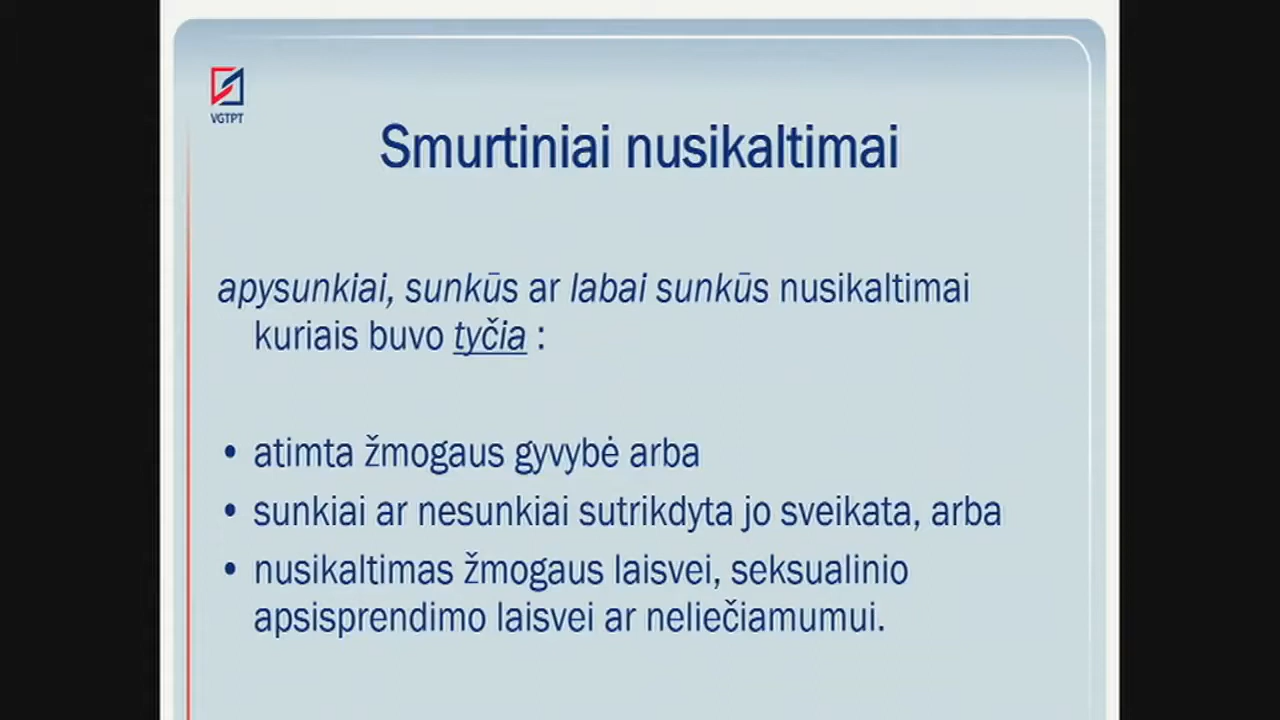 VGTPT
Smurtiniai nusikaltimai
apysunkiai, sunkūs ar labai sunkūs nusikaltimai
kuriais buvo tyčia :
• atimta žmogaus gyvybė arba
• sunkiai ar nesunkiai sutrikdyta jo sveikata, arba
• nusikaltimas žmogaus laisvei, seksualinio
apsisprendimo laisvei ar neliečiamumui.